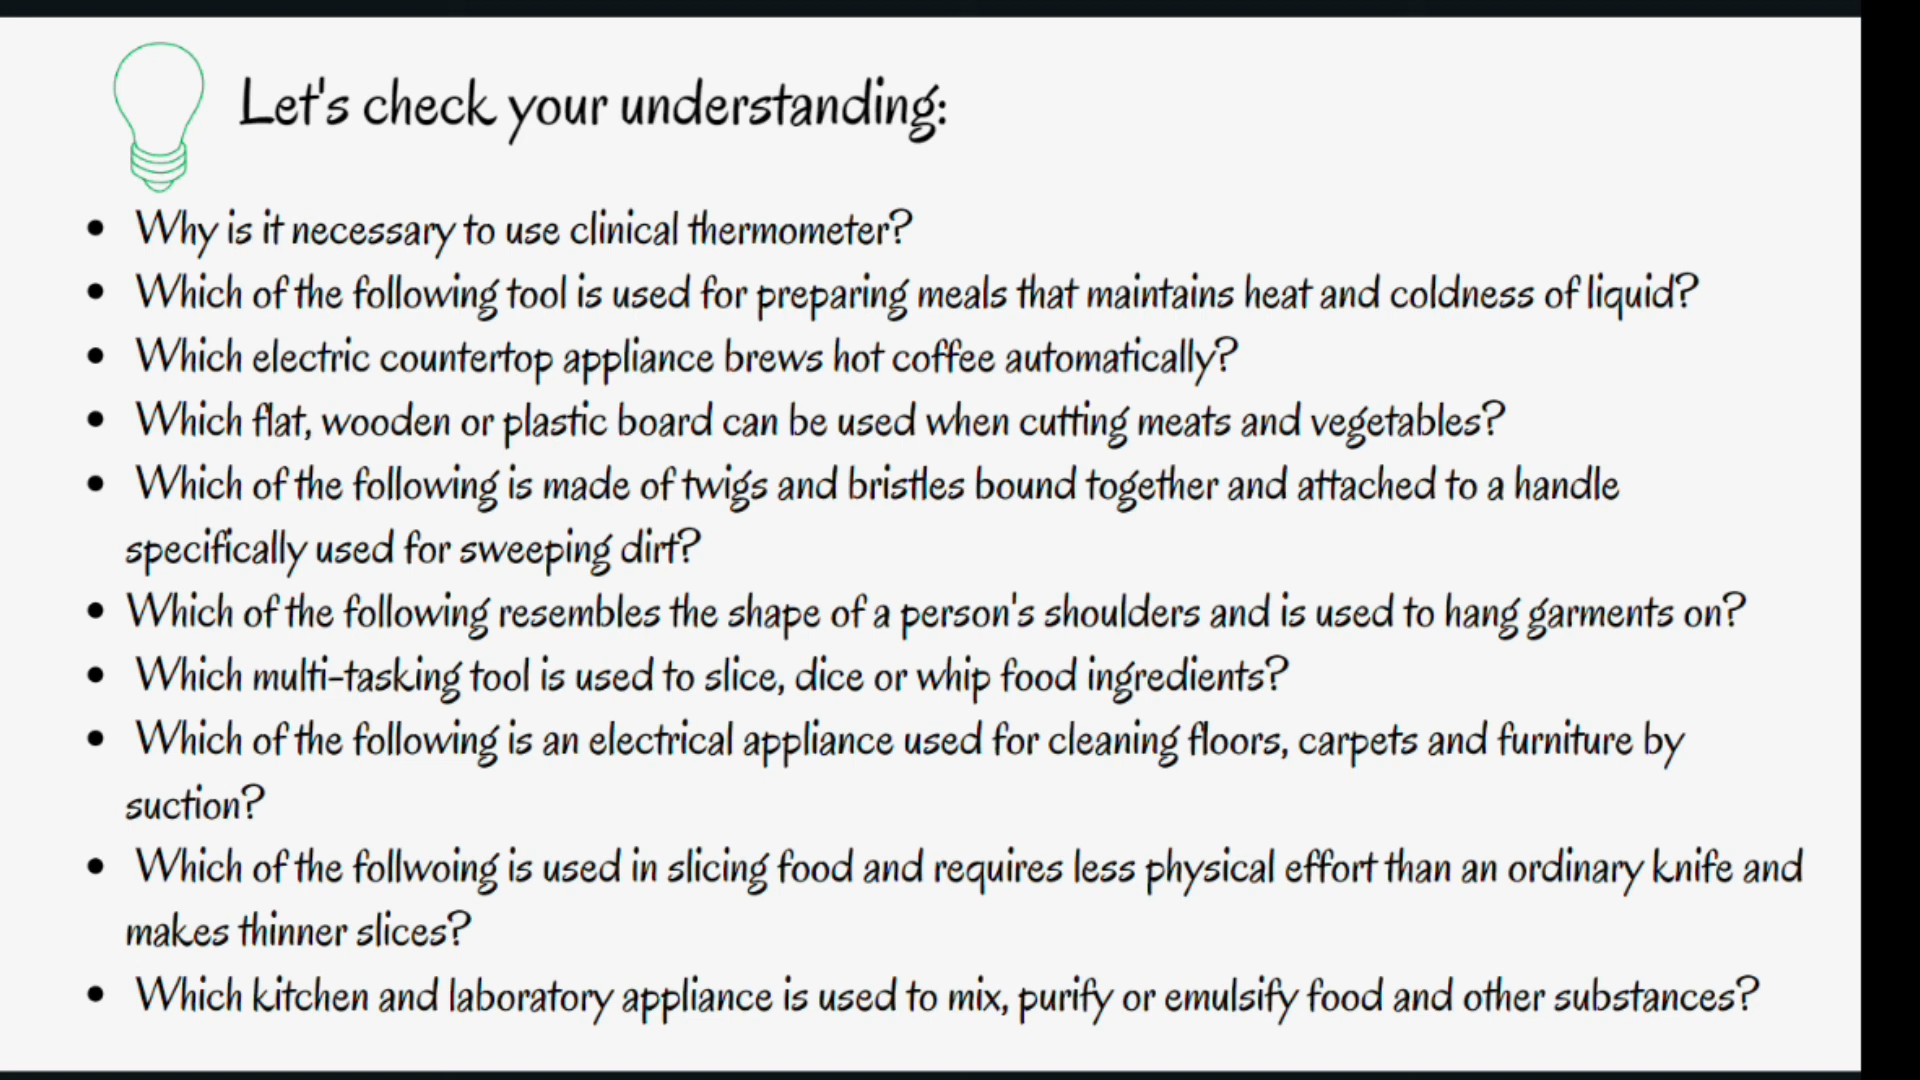 Let's check your understanding:
Why is it necessary to use clinical thermometer?
Which of the following tool is used for preparing meals that maintains heat and coldness of liquid?
Which electric countertop appliance brews hot coffee automatically?
Which flat, wooden or plastic board can be used when cutting meats and vegetables?
Which of the following is made of twigs and bristles bound together and attached to a handle
specifically used for sweeping dirt?
Which of the following resembles the shape of a person's shoulders and is used to hang garments on?
Which multi-tasking tool is used to slice, dice or whip food ingredients?
Which of the following is an electrical appliance used for cleaning floors, carpets and furniture by
suction?
Which of the follwoing is used in slicing food and requires less physical effort than an ordinary knife and
makes thinner slices?
Which kitchen and laboratory appliance is used to mix, purify or emulsify food and other substances?